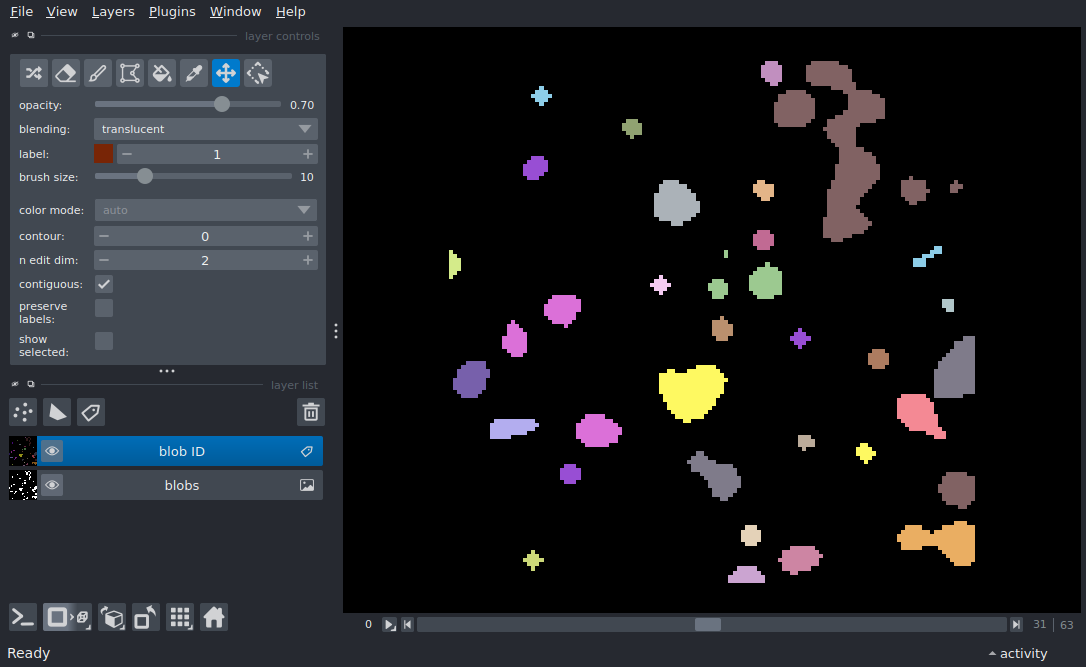 File View Layers Plugins Window Help
layer controls
opacity: 0.70
blending: translucent
label: 1
brush size: 10
color mode: auto
contour: 0
n edit dim: 2
contiguous:
preserve
labels:
show
selected:
layer list
blob ID
blobs
0 31 63
Ready activity